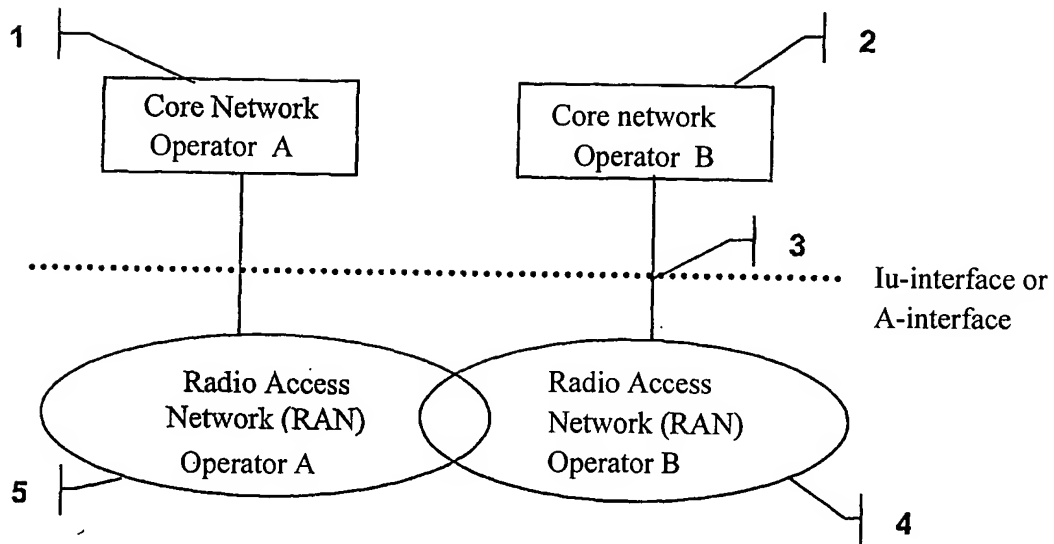 1
2
Core Network
Operator A
Core network
Operator B
3
Iu-interface or
A-interface
Radio Access
Network (RAN)
Operator A
Radio Access
Network (RAN)
Operator B
5
4